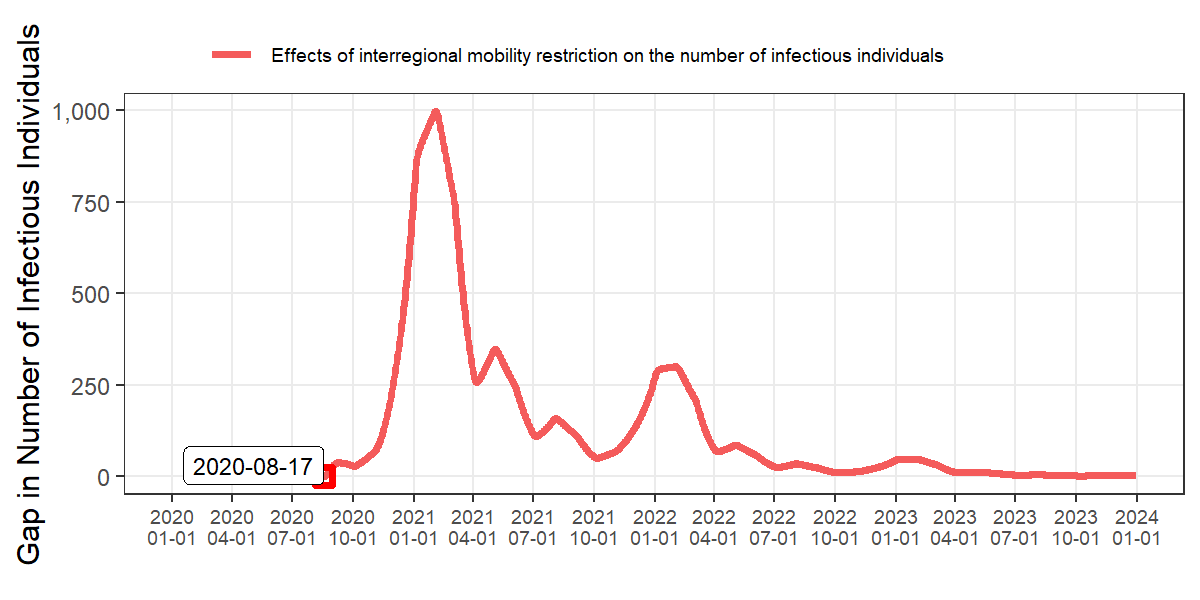 Effects of interregional mobility restriction on the number of infectious individuals
Gap in Number of Infectious Individuals
1,000
750
500
250
0
2020-08-17
2020 2020 2020 2020 2021 2021 2021 2021 2022 2022 2022 2022 2023 2023 2023 2023 2024
01-01 04-01 07-01 10-01 01-01 04-01 07-01 10-01 01-01 04-01 07-01 10-01 01-01 04-01 07-01 10-01 01-01